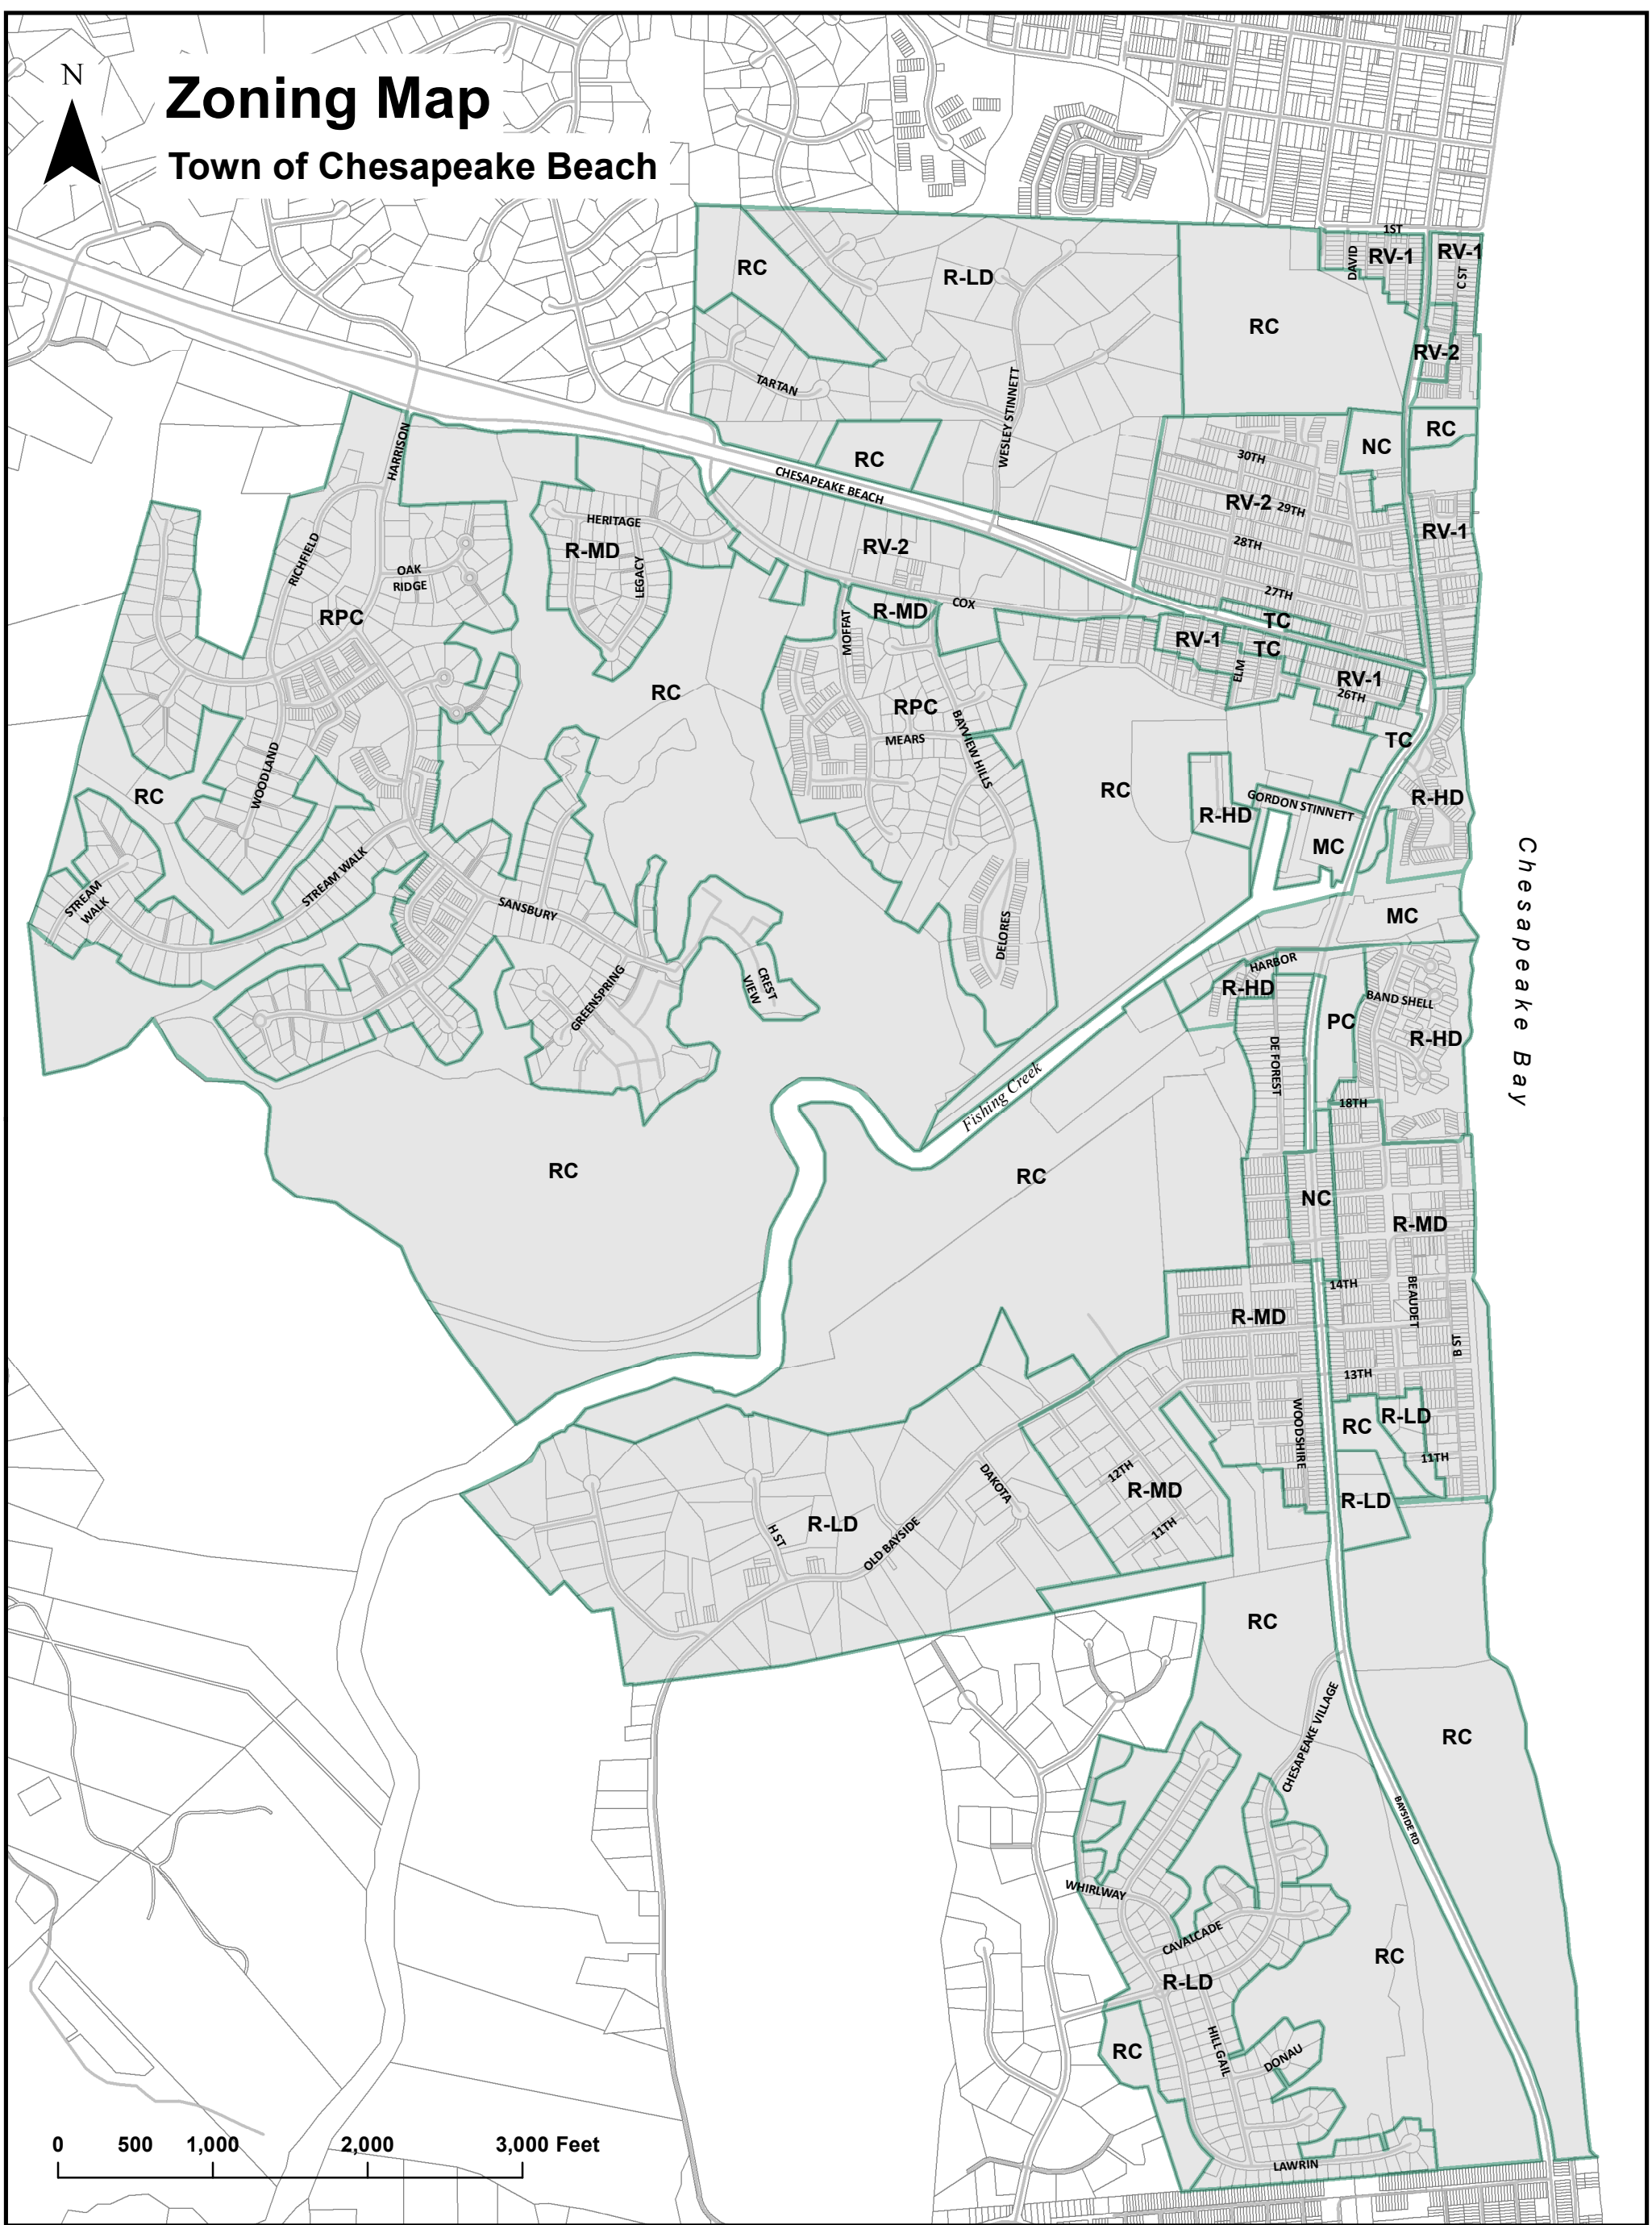 N
Zoning Map
Town of Chesapeake Beach
1ST
DAVID
RV-1
RV-1
C ST
RC
R-LD
RC
RV-2
TARTAN
WESLEY STINNETT
HARRISON
RC
NC
RC
30TH
CHESAPEAKE BEACH
RV-2
29TH
HERITAGE
RV-1
RICHFIELD
R-MD
RV-2
28TH
OAK
RIDGE
LEGACY
27TH
COX
R-MD
RPC
MOFFAT
TC
RV-1
TC
ELM
RV-1
26TH
RC
RPC
BAYVIEW HILLS
MEARS
TC
WOODLAND
RC
RC
R-HD
GORDON STINNETT
R-HD
MC
Chesapeake Bay
STREAM WALK
STREAM
WALK
SANSBURY
MC
DELORES
HARBOR
CREST
VIEW
GREENSPRING
R-HD
BAND SHELL
PC
R-HD
DE FOREST
Fishing Creek
18TH
RC
RC
NC
R-MD
14TH
BEAUDET
R-MD
B ST
13TH
WOODSHIRE
RC
R-LD
11TH
12TH
DAKOTA
R-MD
R-LD
H ST
R-LD
OLD BAYSIDE
11TH
RC
CHESAPEAKE VILLAGE
RC
BAYSIDE RD
WHIRLWAY
CAVALCADE
RC
R-LD
HILL GAIL
RC
DONAU
0 500 1,000 2,000 3,000 Feet
LAWRIN